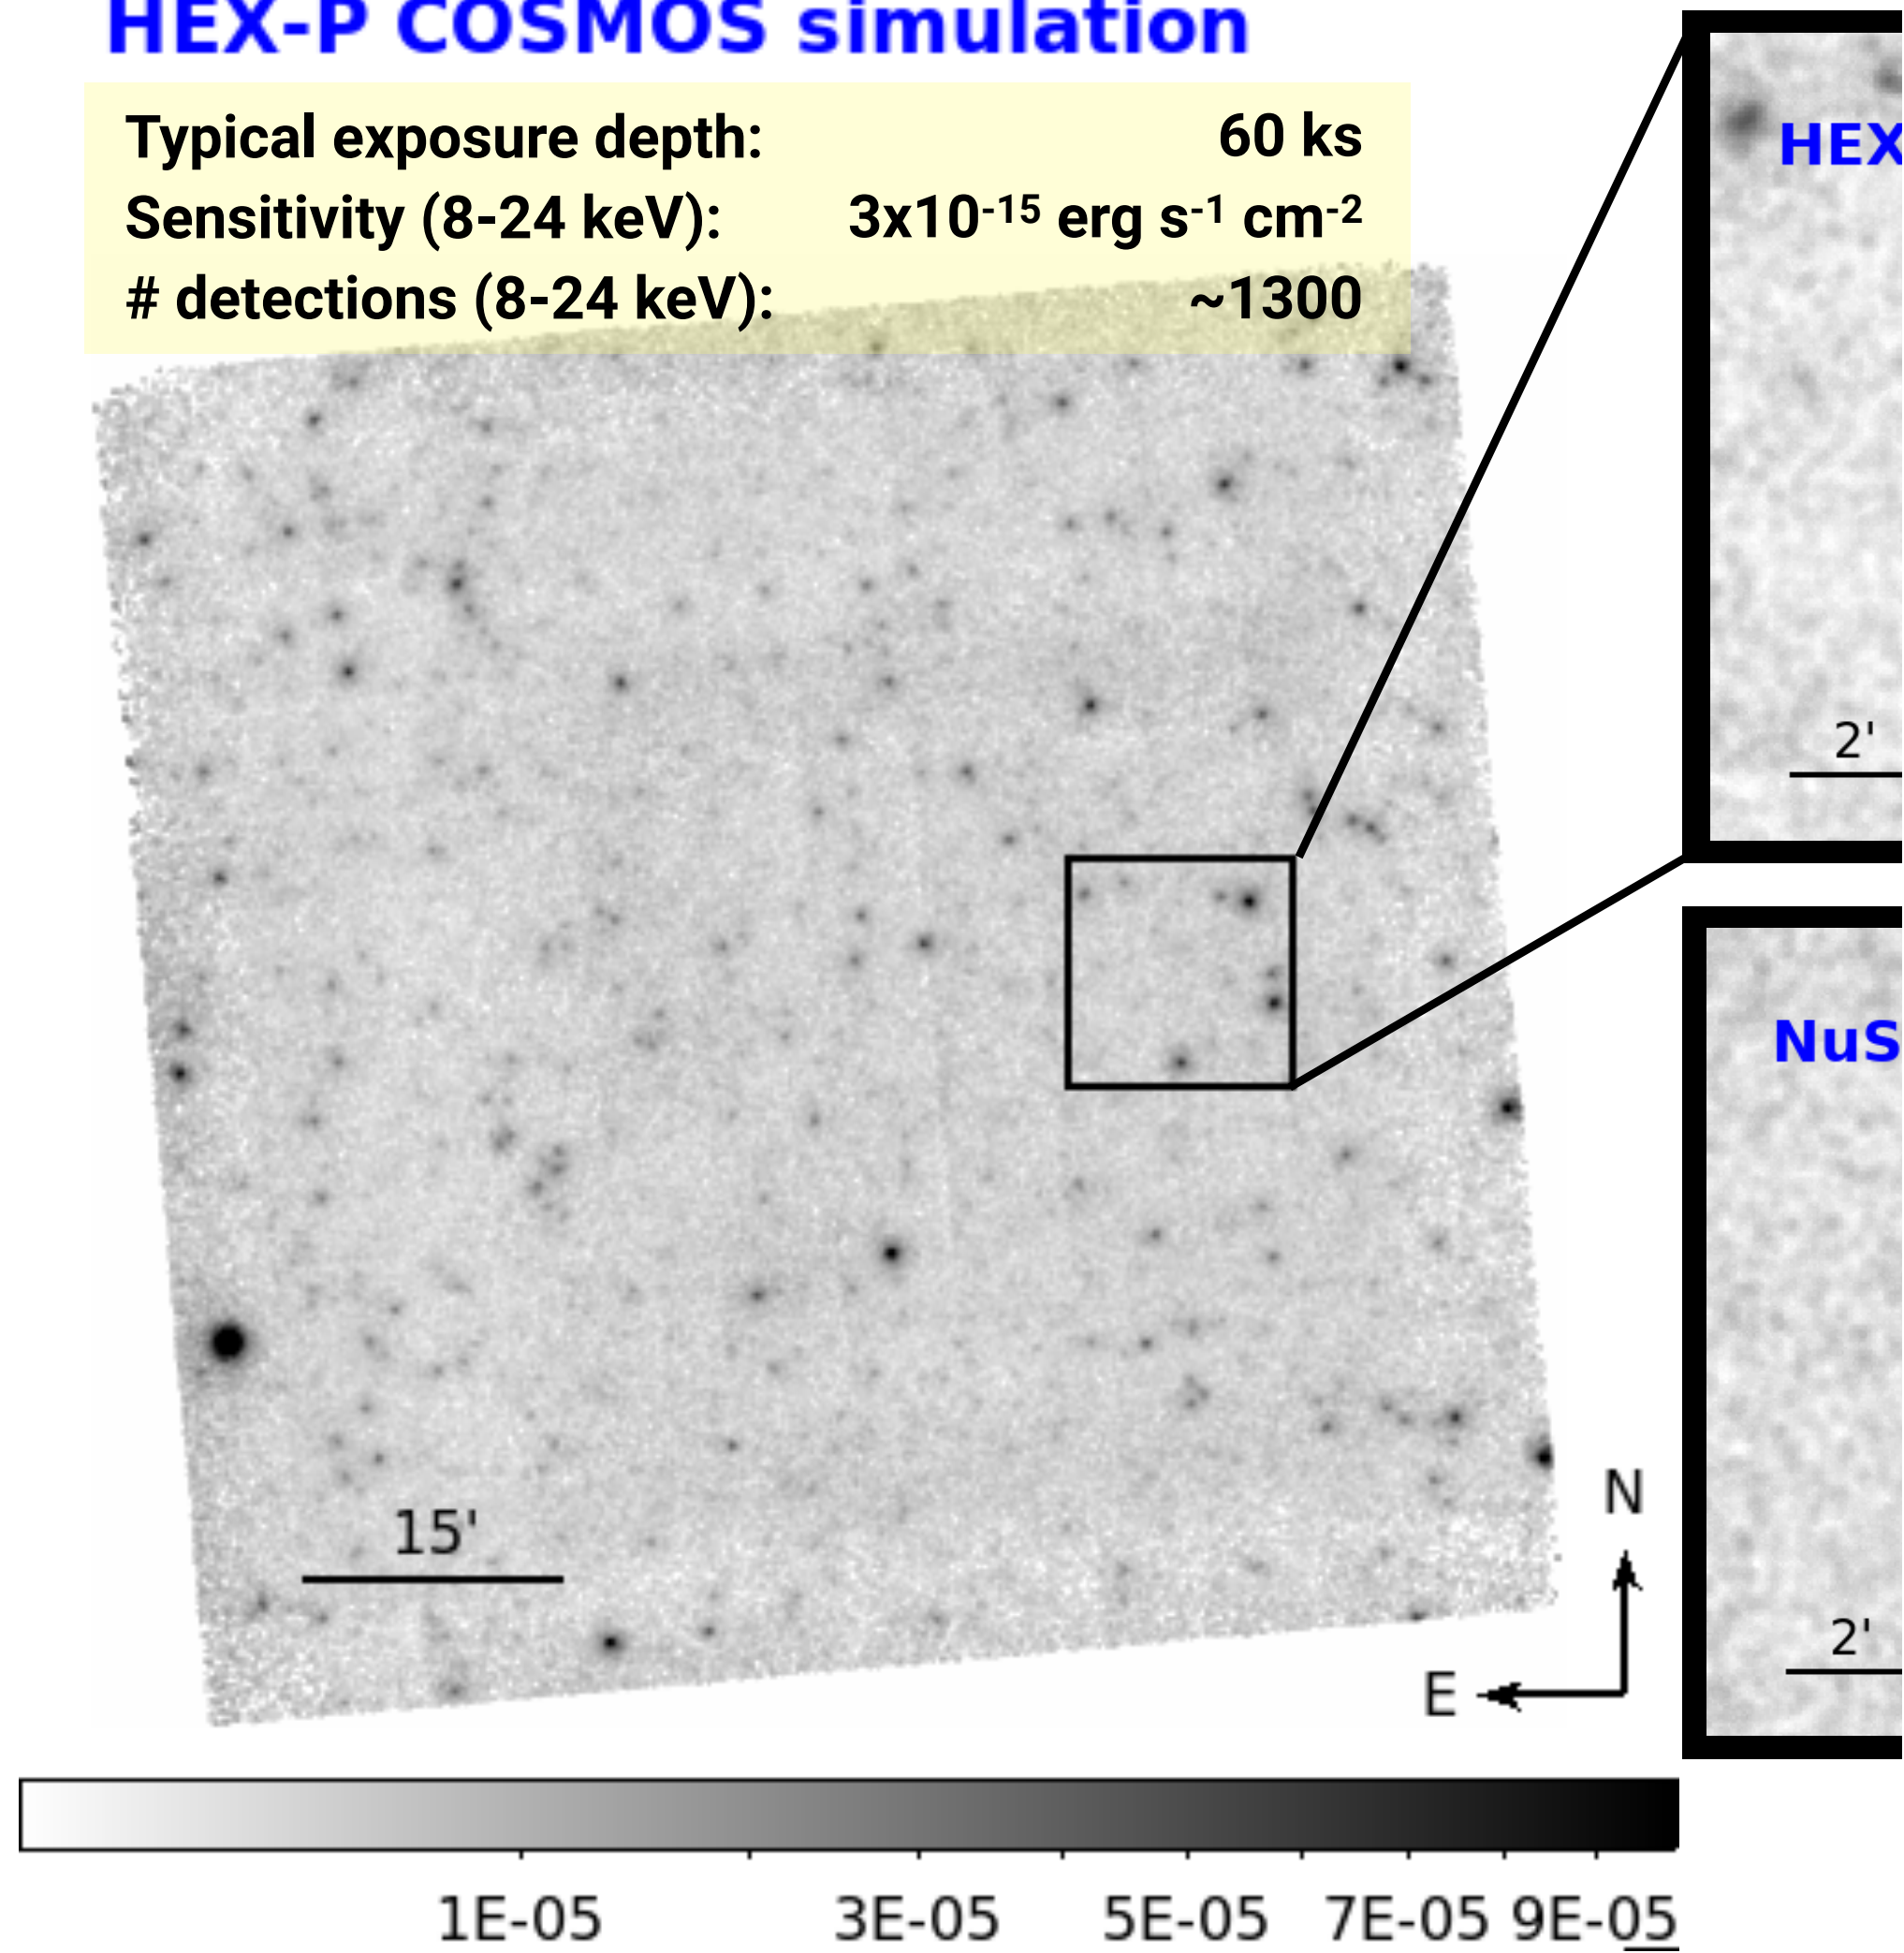 HEX-P COSMOS simulation
Typical exposure depth: 60 ks
Sensitivity (8-24 keV): 3x10⁻¹⁵ erg s⁻¹ cm⁻²
# detections (8-24 keV): ~1300
HEX
2'
NuS
2'
15'
N
E
1E-05 3E-05 5E-05 7E-05 9E-05